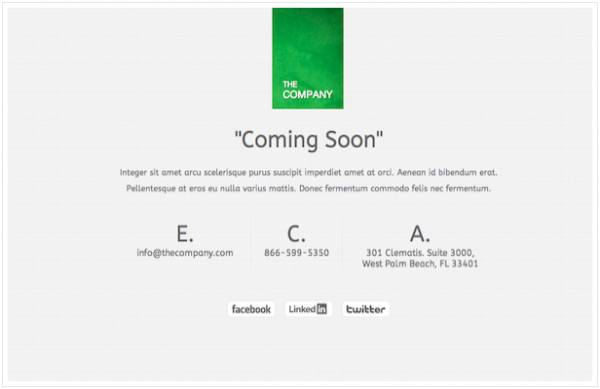 THE
COMPANY
"Coming Soon"
Integer sit amet arcu scelerisque purus suscipit imperdiet amet at orci. Aenean id bibendum erat.
Pellentesque at eros eu nulla varius mattis. Donec fermentum commodo felis nec fermentum.
E.
info@thecompany.com
C.
866-599-5350
A.
301 Clematis. Suite 3000,
West Palm Beach, FL 33401
facebook
Linked in
twitter